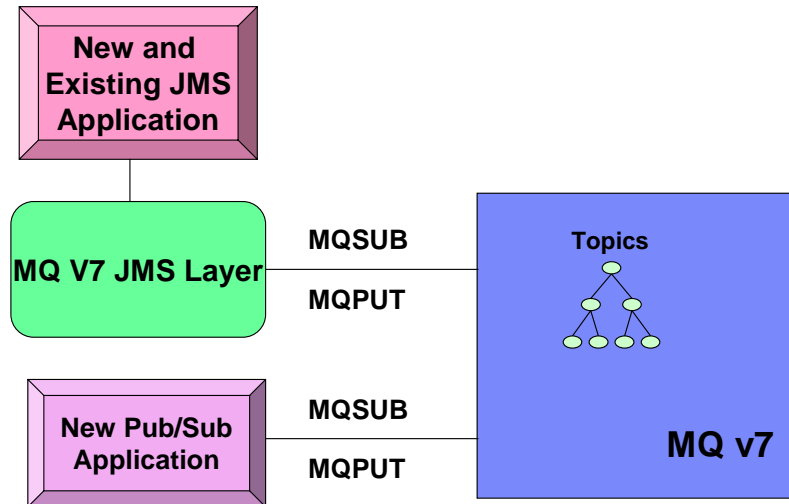 New and
Existing JMS
Application
MQ V7 JMS Layer
MQSUB
MQPUT
Topics
New Pub/Sub
Application
MQSUB
MQPUT
MQ v7